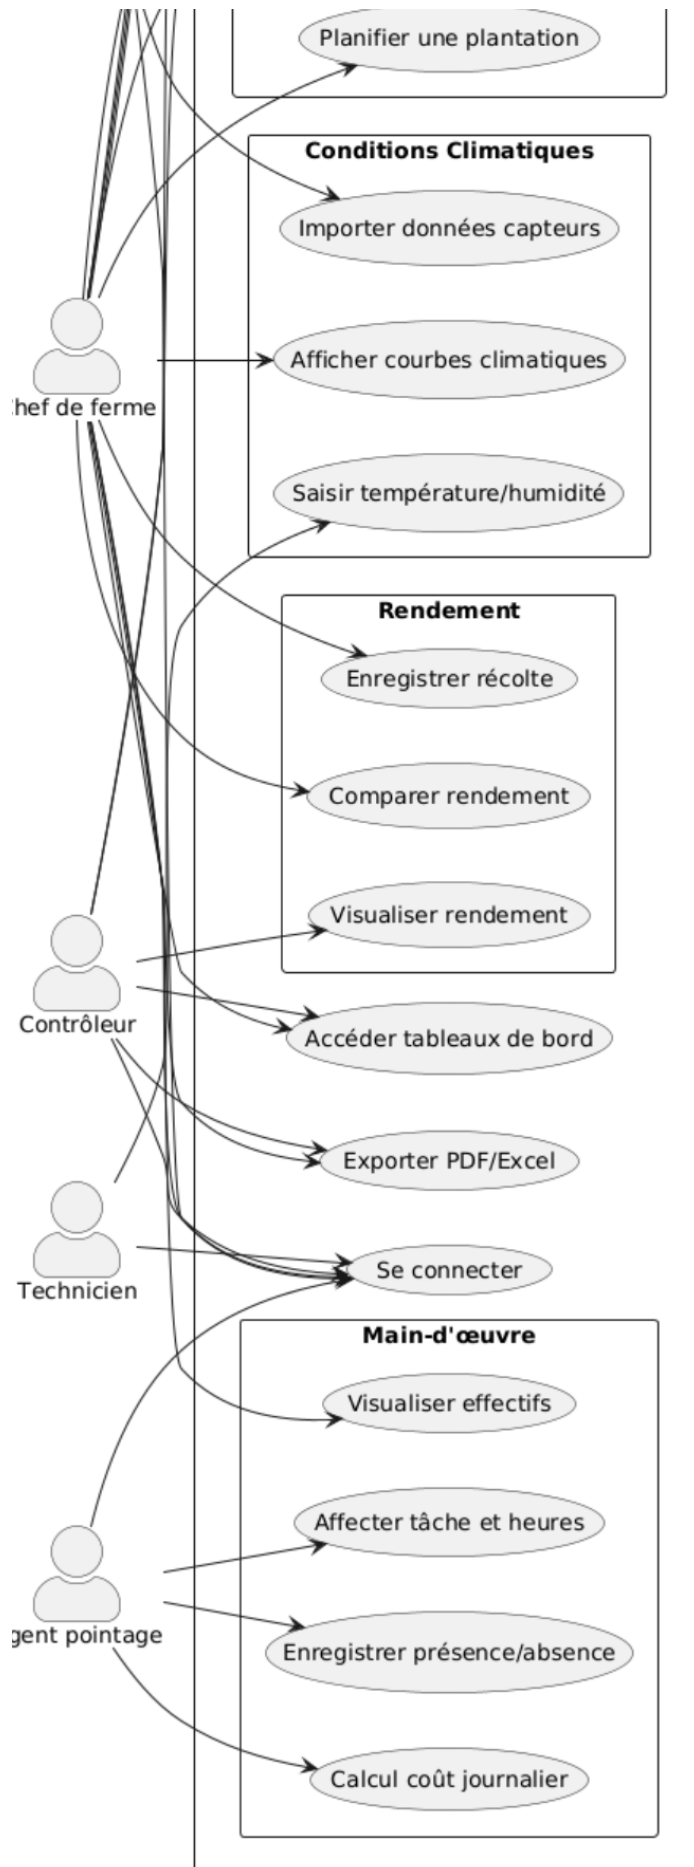 Planifier une plantation
Conditions Climatiques
Importer données capteurs
Afficher courbes climatiques
hef de ferme
Saisir température/humidité
Rendement
Enregistrer récolte
Comparer rendement
Visualiser rendement
Contrôleur
Accéder tableaux de bord
Exporter PDF/Excel
Se connecter
Technicien
Main-d'œuvre
Visualiser effectifs
Affecter tâche et heures
gent pointage
Enregistrer présence/absence
Calcul coût journalier